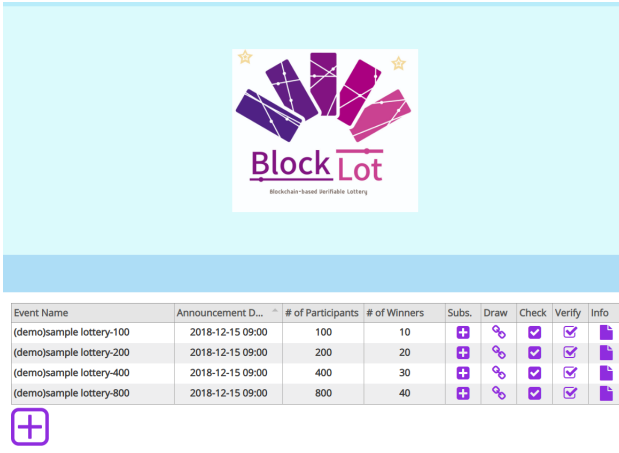 Block Lot
Blockchain-based Verifiable Lottery
Event Name Announcement D... # of Participants # of Winners Subs. Draw Check Verify Info
(demo)sample lottery-100 2018-12-15 09:00 100 10
(demo)sample lottery-200 2018-12-15 09:00 200 20
(demo)sample lottery-400 2018-12-15 09:00 400 30
(demo)sample lottery-800 2018-12-15 09:00 800 40